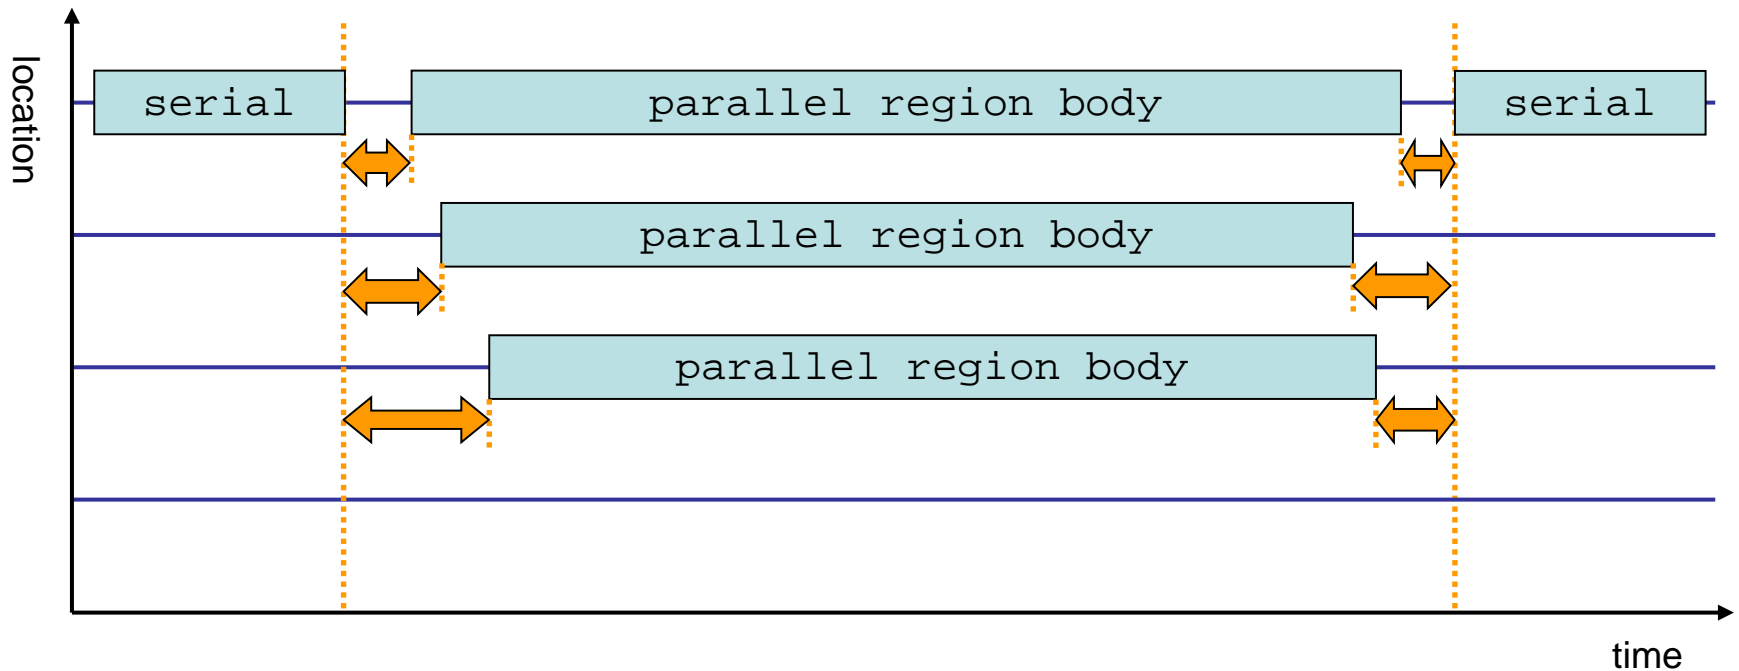 location
serial
parallel region body
serial
parallel region body
parallel region body
time